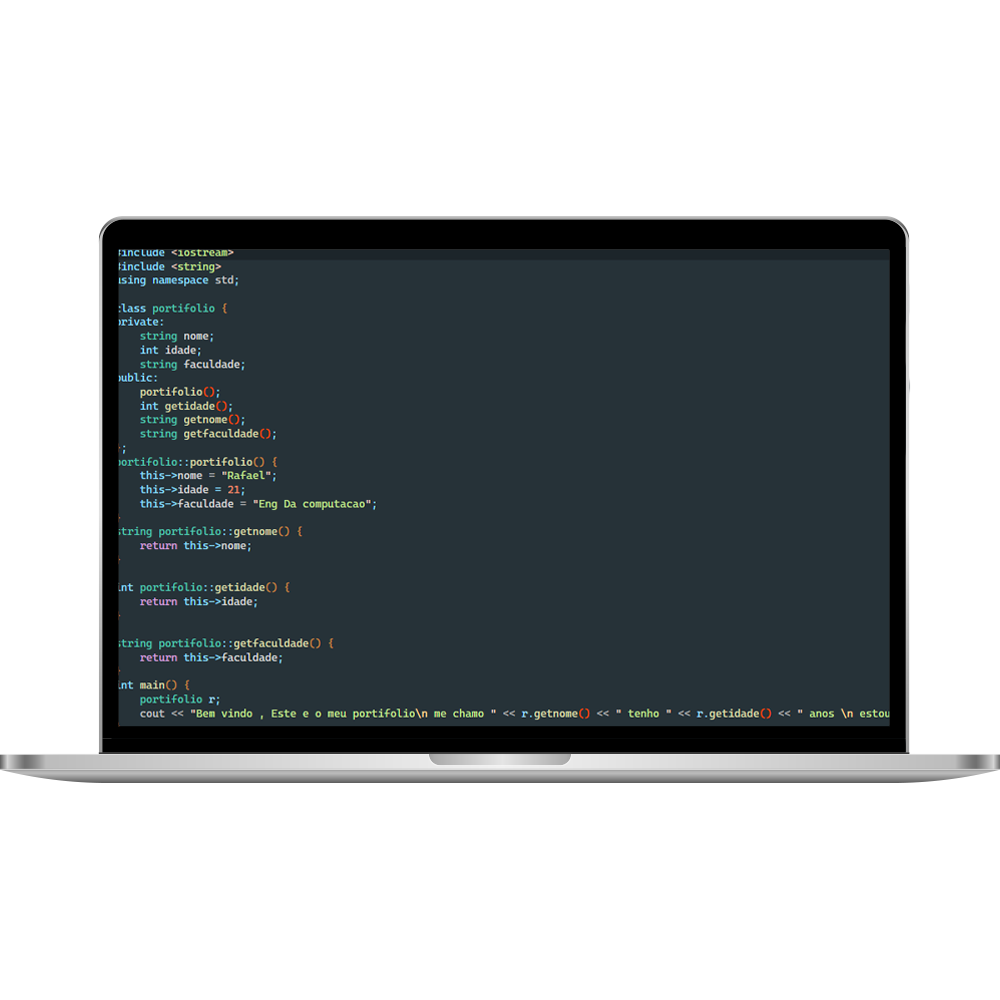 #include <iostream>
#include <string>
using namespace std;
class portifolio {
private:
string nome;
int idade;
string faculdade;
public:
portifolio();
int getidade();
string getnome();
string getfaculdade();
};
portifolio::portifolio() {
this->nome = "Rafael";
this->idade = 21;
this->faculdade = "Eng Da computacao";
string portifolio::getnome() {
return this->nome;
int portifolio::getidade() {
return this->idade;
string portifolio::getfaculdade() {
return this->faculdade;
int main() {
portifolio r;
cout << "Bem vindo , Este e o meu portifolio\n me chamo " << r.getnome() << " tenho " << r.getidade() << " anos \n estou